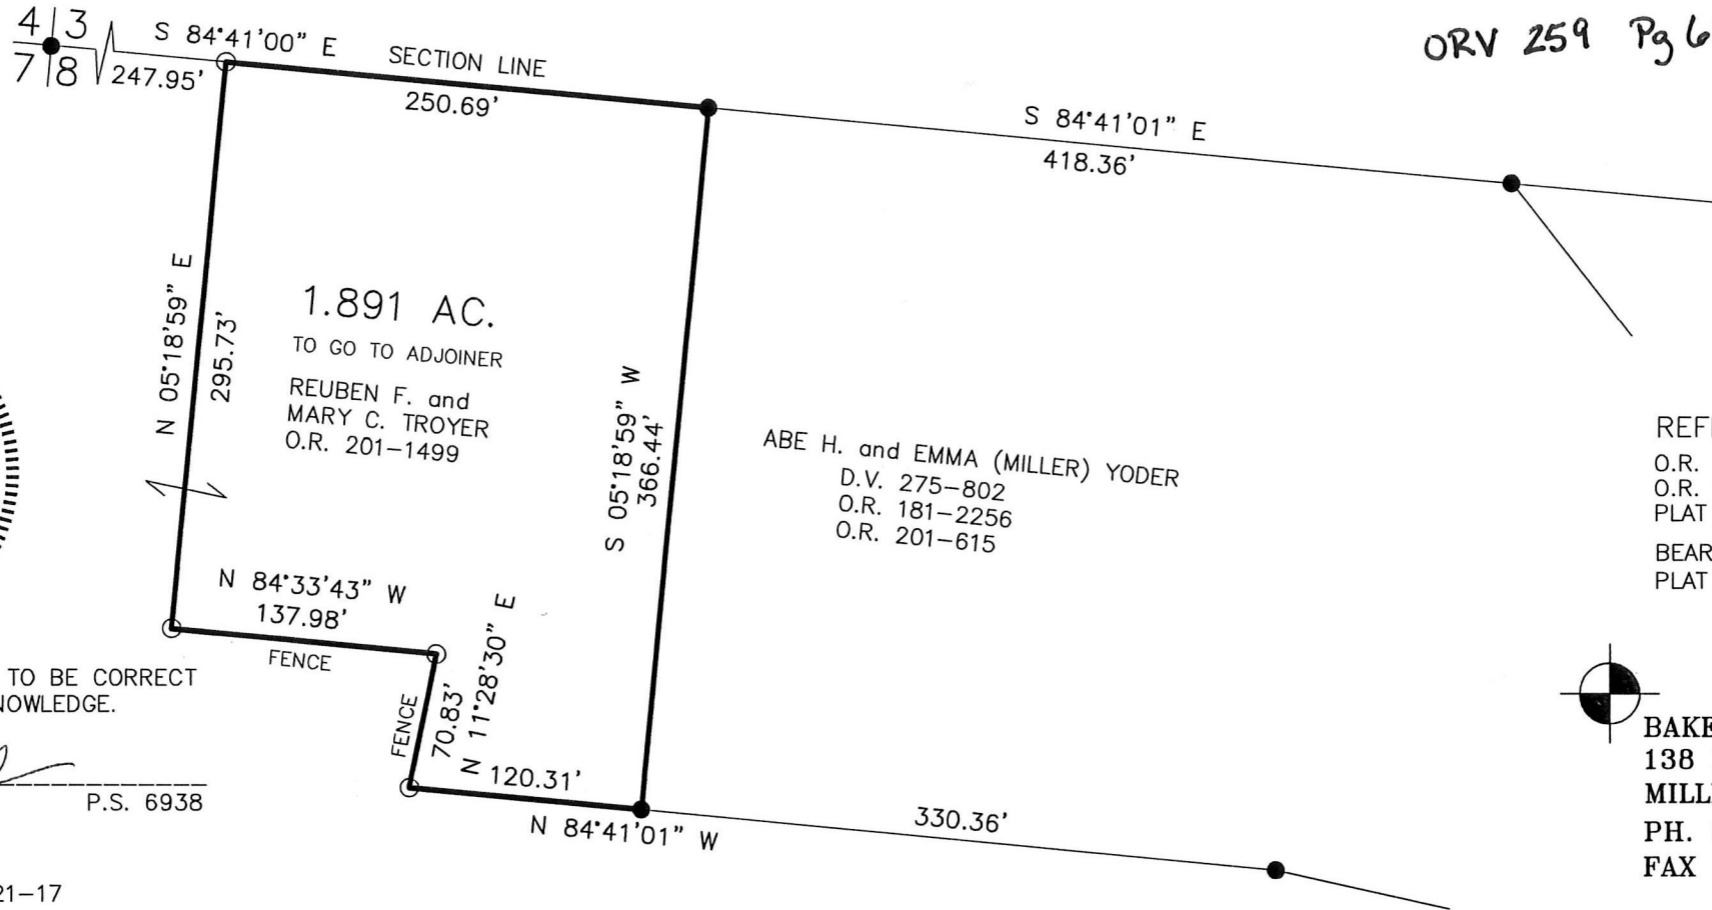 4 3
7 8
S 84°41'00" E
247.95'
SECTION LINE
250.69'
ORV 259 Pg 6
S 84°41'01" E
418.36'
N 05°18'59" E
295.73'
1.891 AC.
TO GO TO ADJOINER
REUBEN F. and
MARY C. TROYER
O.R. 201-1499
S 05°18'59" W
366.44'
ABE H. and EMMA (MILLER) YODER
D.V. 275-802
O.R. 181-2256
O.R. 201-615
O.R.
O.R.
PLAT
BEAR
PLAT
N 84°33'43" W
137.98'
FENCE
FENCE
70.83'
N 11°28'30" E
120.31'
N 84°41'01" W
330.36'
TO BE CORRECT
NOWLEDGE.
P.S. 6938
21-17
BAKE
138
MILL
PH.
FAX